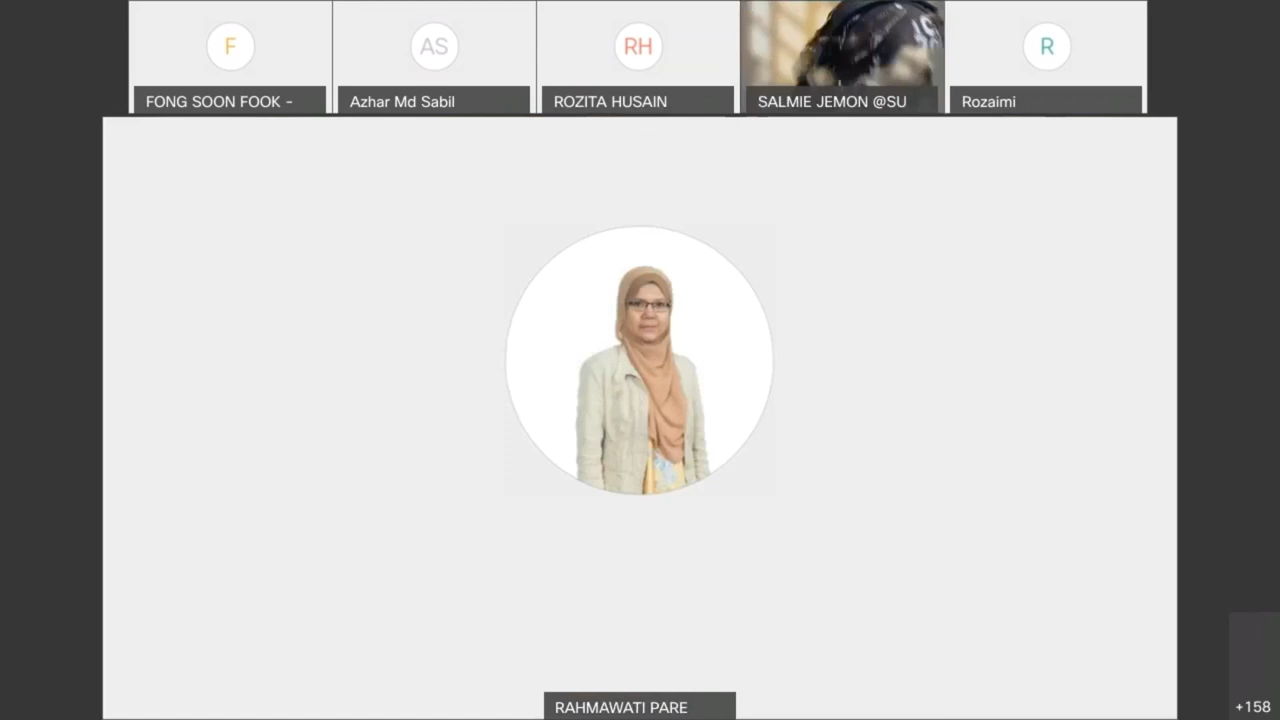 F
AS
RH
R
FONG SOON FOOK -
Azhar Md Sabil
ROZITA HUSAIN
SALMIE JEMON @SU
Rozaimi
RAHMAWATI PARE
+158